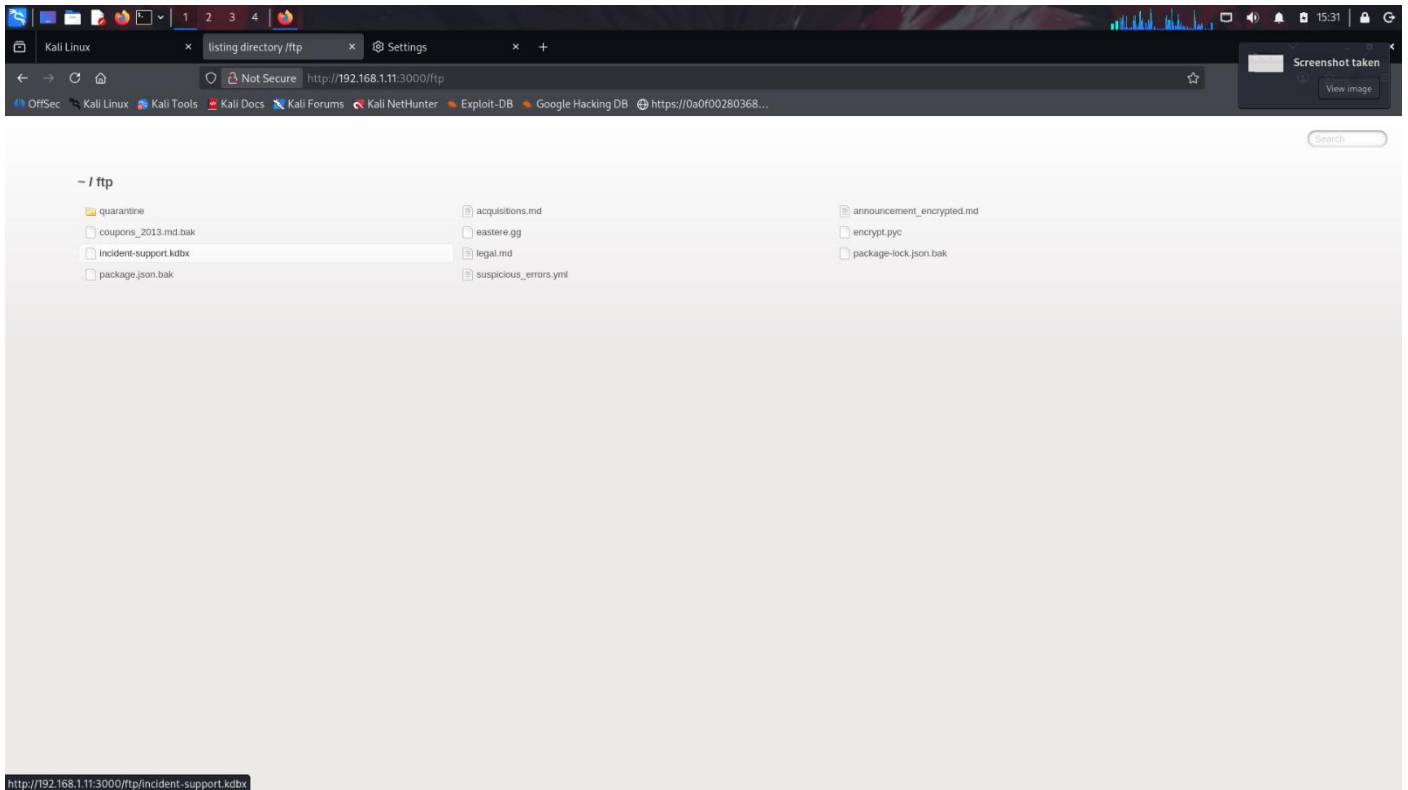 1 2 3 4 15:31
Kali Linux × listing directory /ftp × Settings × +
Screenshot taken
View image
Not Secure http://192.168.1.11:3000/ftp
OffSec Kali Linux Kali Tools Kali Docs Kali Forums Kali NetHunter Exploit-DB Google Hacking DB https://0a0f00280368...
Search
~ / ftp
quarantine acquisitions.md announcement_encrypted.md
coupons_2013.md.bak eastere.gg encrypt.pyc
incident-support.kdbx legal.md package-lock.json.bak
package.json.bak suspicious_errors.yml
http://192.168.1.11:3000/ftp/incident-support.kdbx